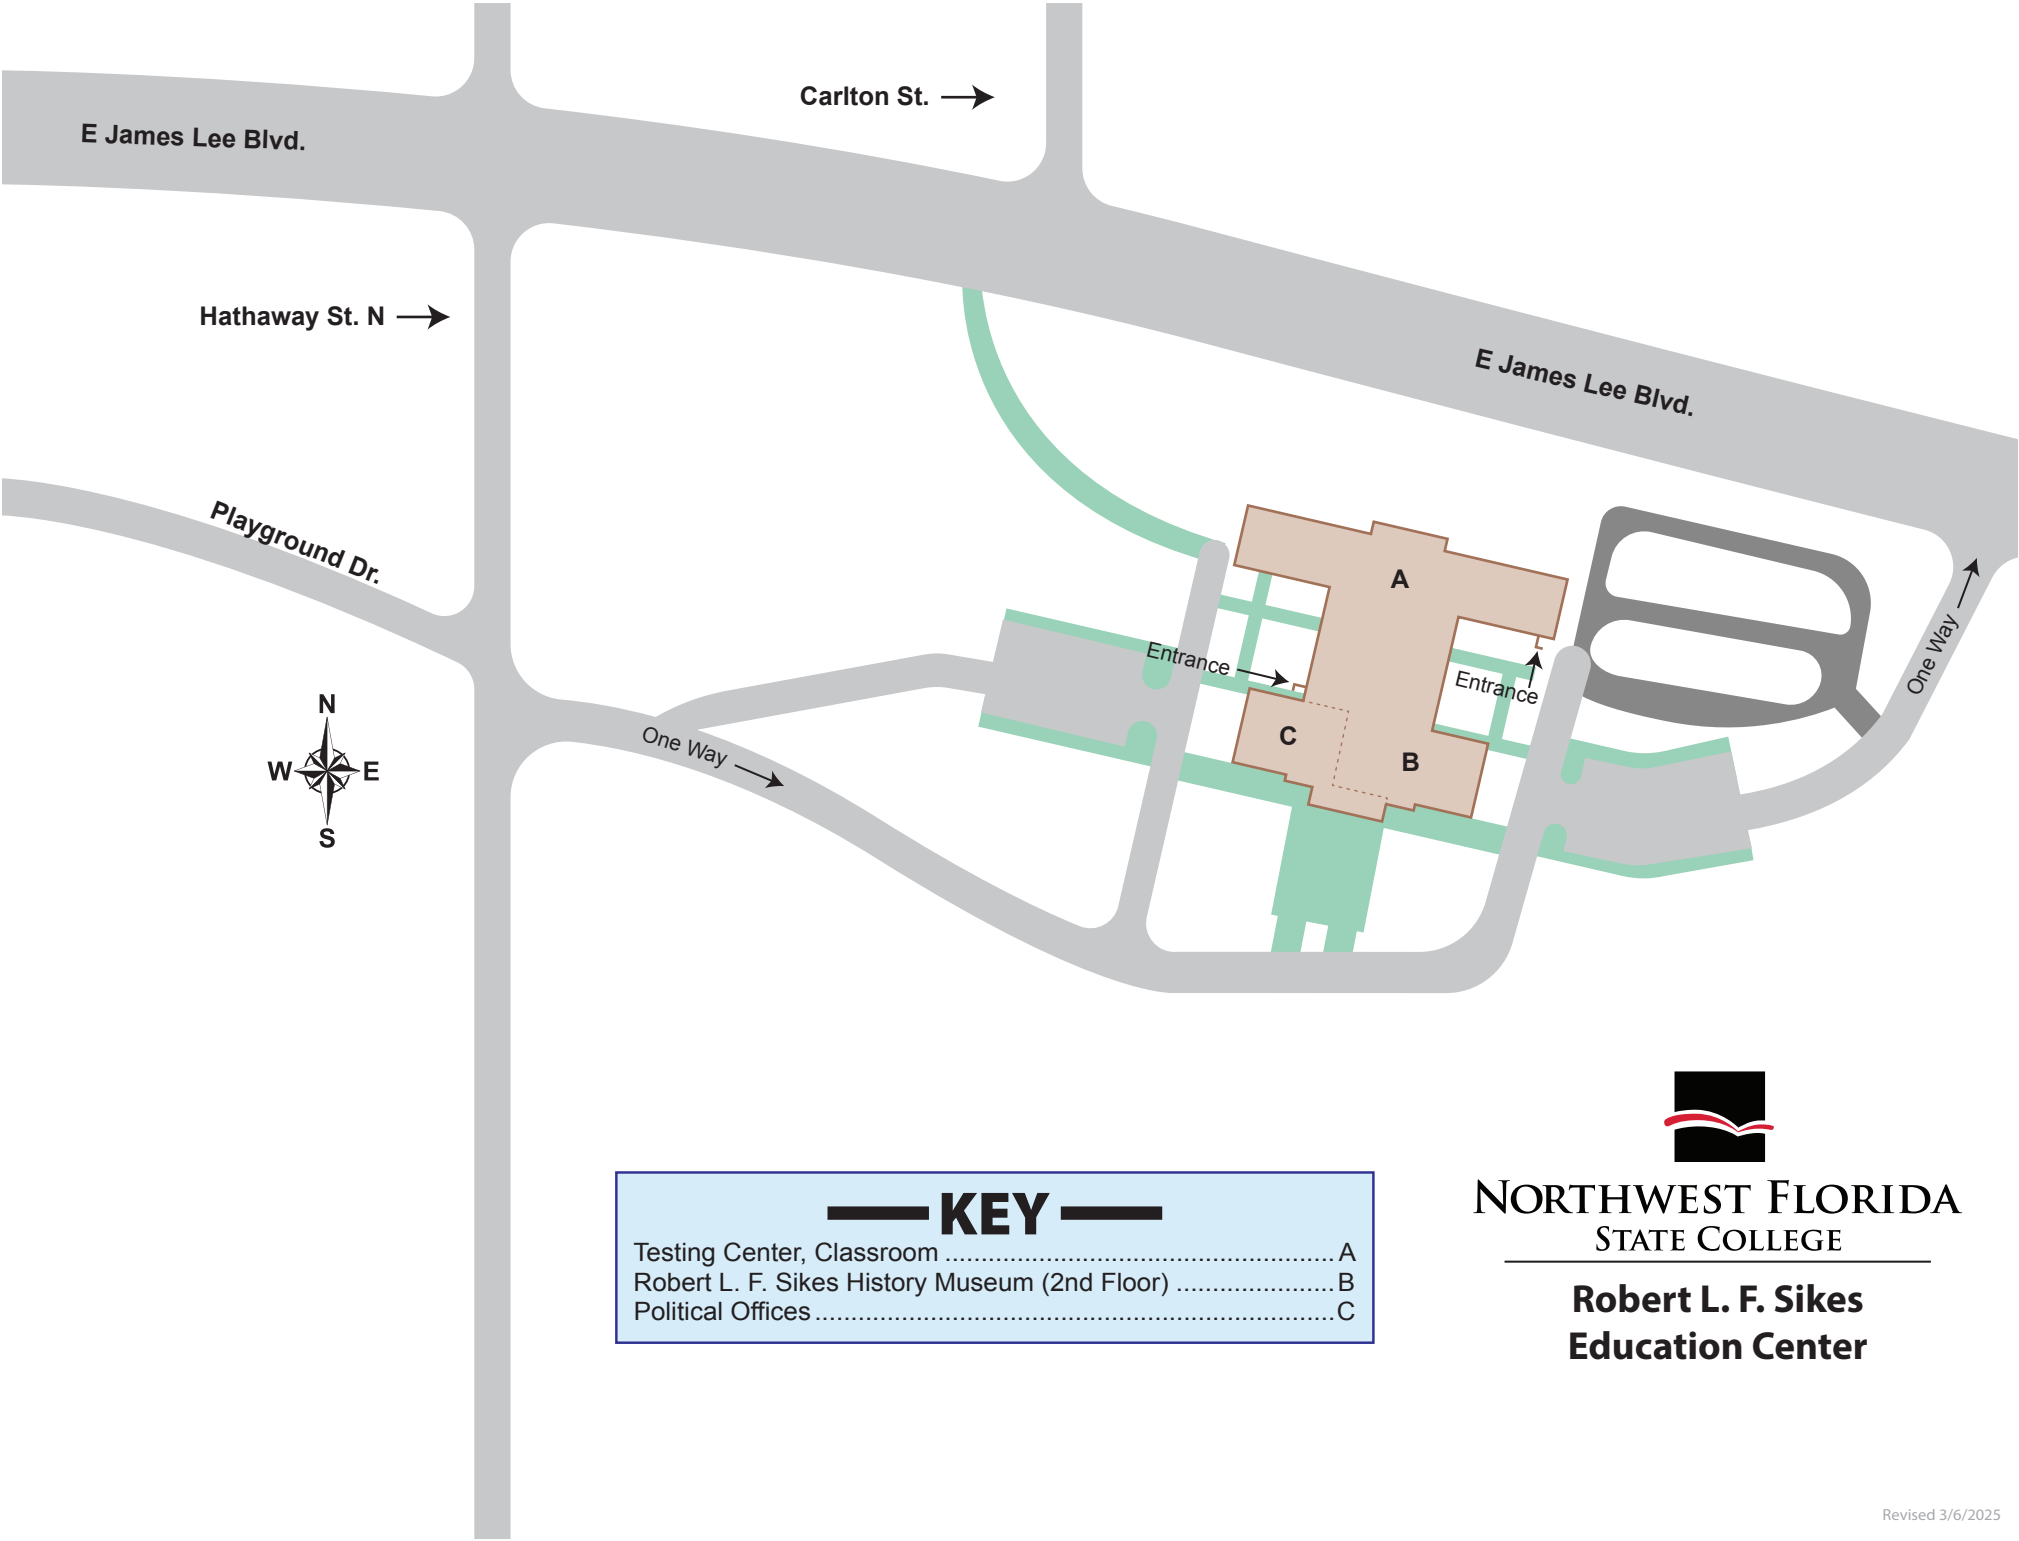 Carlton St.
E James Lee Blvd.
Hathaway St. N
E James Lee Blvd.
Playground Dr.
A
Entrance
Entrance
One Way
N
W E
S
One Way
C
B
KEY
Testing Center, Classroom ..................................................... A
Robert L. F. Sikes History Museum (2nd Floor) ...................... B
Political Offices ....................................................................... C
NORTHWEST FLORIDA
STATE COLLEGE
Robert L. F. Sikes
Education Center
Revised 3/6/2025